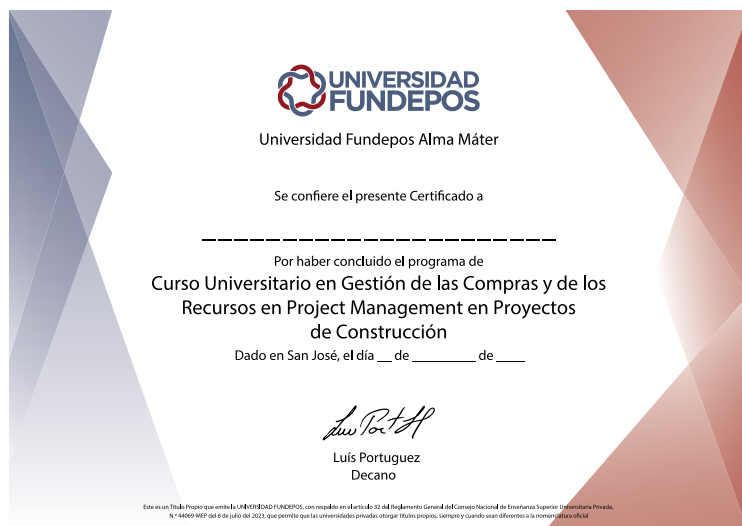 UNIVERSIDAD
FUNDEPOS
Universidad Fundepos Alma Máter
Se confiere el presente Certificado a
Por haber concluido el programa de
Curso Universitario en Gestión de las Compras y de los
Recursos en Project Management en Proyectos
de Construcción
Dado en San José, el día __ de ________ de ____
Luís Portuguez
Decano
Este es un Título Propio que emite la UNIVERSIDAD FUNDEPOS, con respaldo en el artículo 32 del Reglamento General del Consejo Nacional de Enseñanza Superior Universitaria Privada,
N.º 44069-MEP del 6 de julio del 2023, que permite que las universidades privadas otorgar títulos propios, siempre y cuando sean diferentes a la nomenclatura oficial